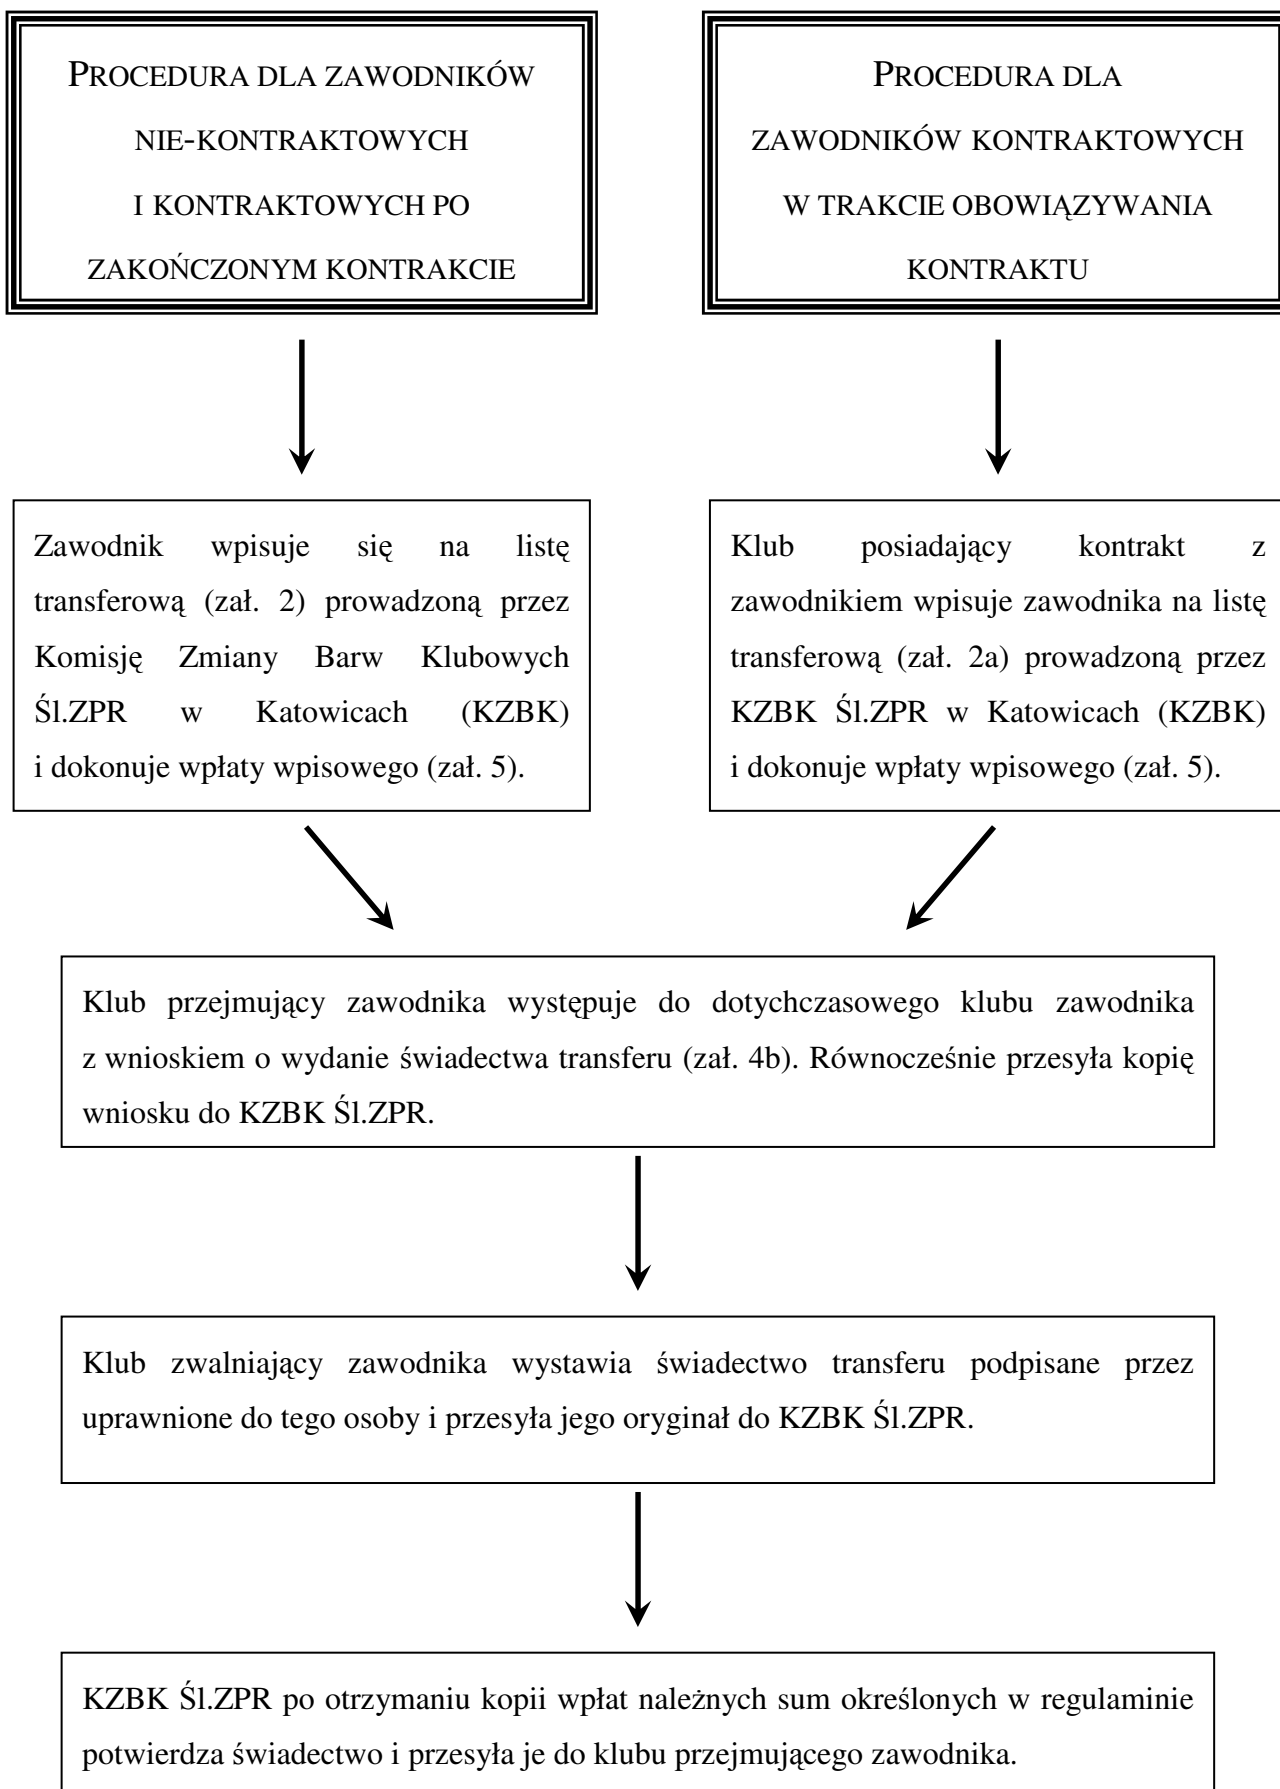 PROCEDURA DLA ZAWODNIKÓW
NIE-KONTRAKTOWYCH
I KONTRAKTOWYCH PO
ZAKOŃCZONYM KONTRAKCIE
PROCEDURA DLA
ZAWODNIKÓW KONTRAKTOWYCH
W TRAKCIE OBOWIĄZYWANIA
KONTRAKTU
Zawodnik wpisuje się na listę
transferową (zał. 2) prowadzoną przez
Komisję Zmiany Barw Klubowych
Śl.ZPR w Katowicach (KZBK)
i dokonuje wpłaty wpisowego (zał. 5).
Klub posiadający kontrakt z
zawodnikiem wpisuje zawodnika na listę
transferową (zał. 2a) prowadzoną przez
KZBK Śl.ZPR w Katowicach (KZBK)
i dokonuje wpłaty wpisowego (zał. 5).
Klub przejmujący zawodnika występuje do dotychczasowego klubu zawodnika
z wnioskiem o wydanie świadectwa transferu (zał. 4b). Równocześnie przesyła kopię
wniosku do KZBK Śl.ZPR.
Klub zwalniający zawodnika wystawia świadectwo transferu podpisane przez
uprawnione do tego osoby i przesyła jego oryginał do KZBK Śl.ZPR.
KZBK Śl.ZPR po otrzymaniu kopii wpłat należnych sum określonych w regulaminie
potwierdza świadectwo i przesyła je do klubu przejmującego zawodnika.